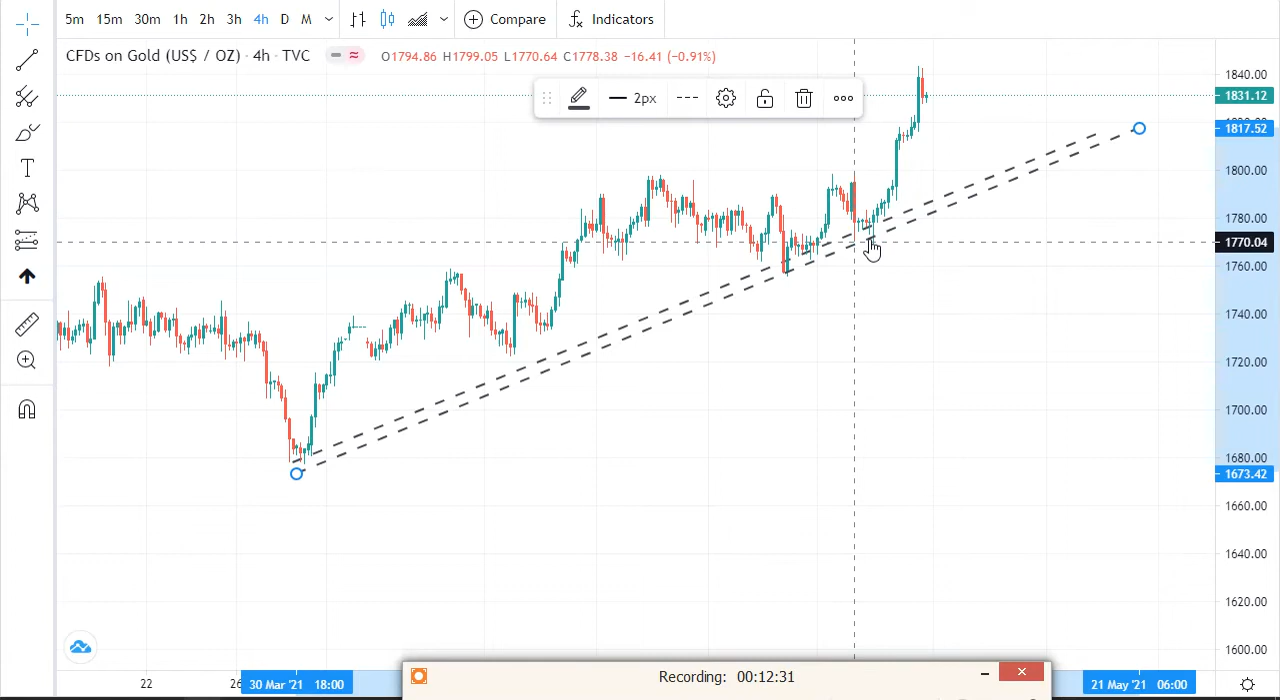 5m 15m 30m 1h 2h 3h 4h D M Compare Indicators
CFDs on Gold (US$ / OZ) · 4h · TVC O1794.86 H1799.05 L1770.64 C1778.38 −16.41 (−0.91%)
2px
1840.00
1831.12
1817.52
1800.00
1780.00
1770.04
1760.00
1740.00
1720.00
1700.00
1680.00
1673.42
1660.00
1640.00
1620.00
1600.00
22
30 Mar '21 18:00
21 May '21 06:00
Recording: 00:12:31